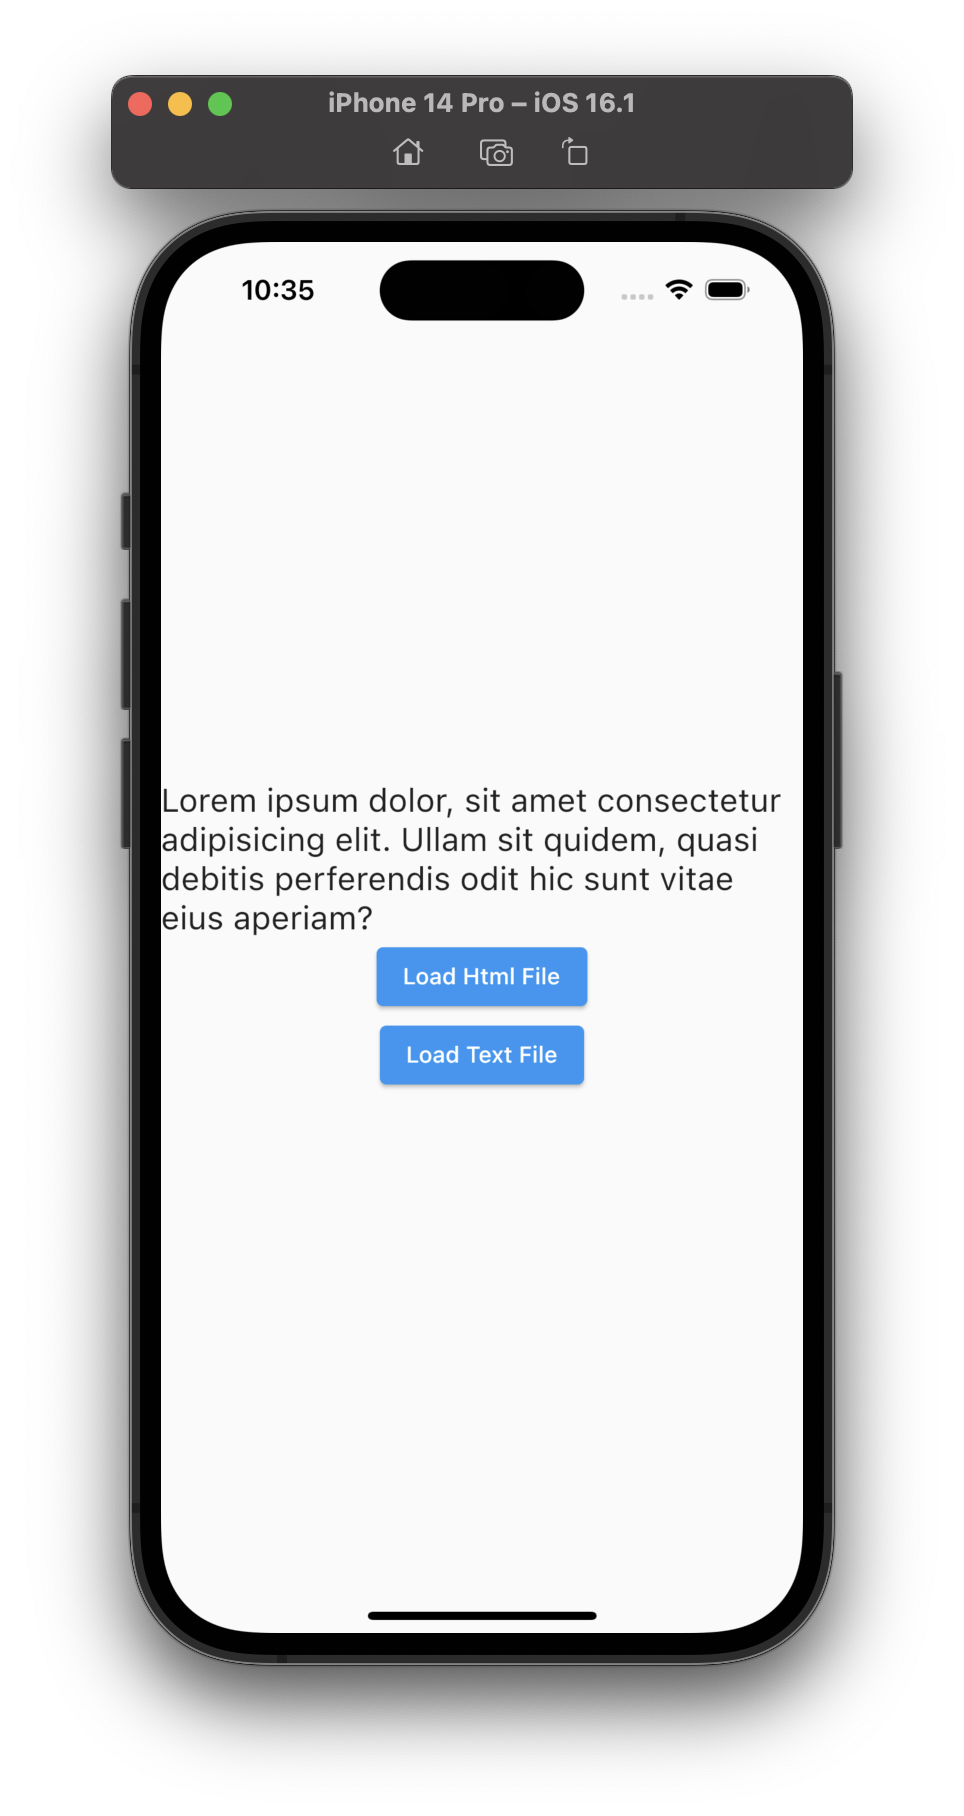 iPhone 14 Pro – iOS 16.1
10:35
Lorem ipsum dolor, sit amet consectetur
adipisicing elit. Ullam sit quidem, quasi
debitis perferendis odit hic sunt vitae
eius aperiam?
Load Html File
Load Text File